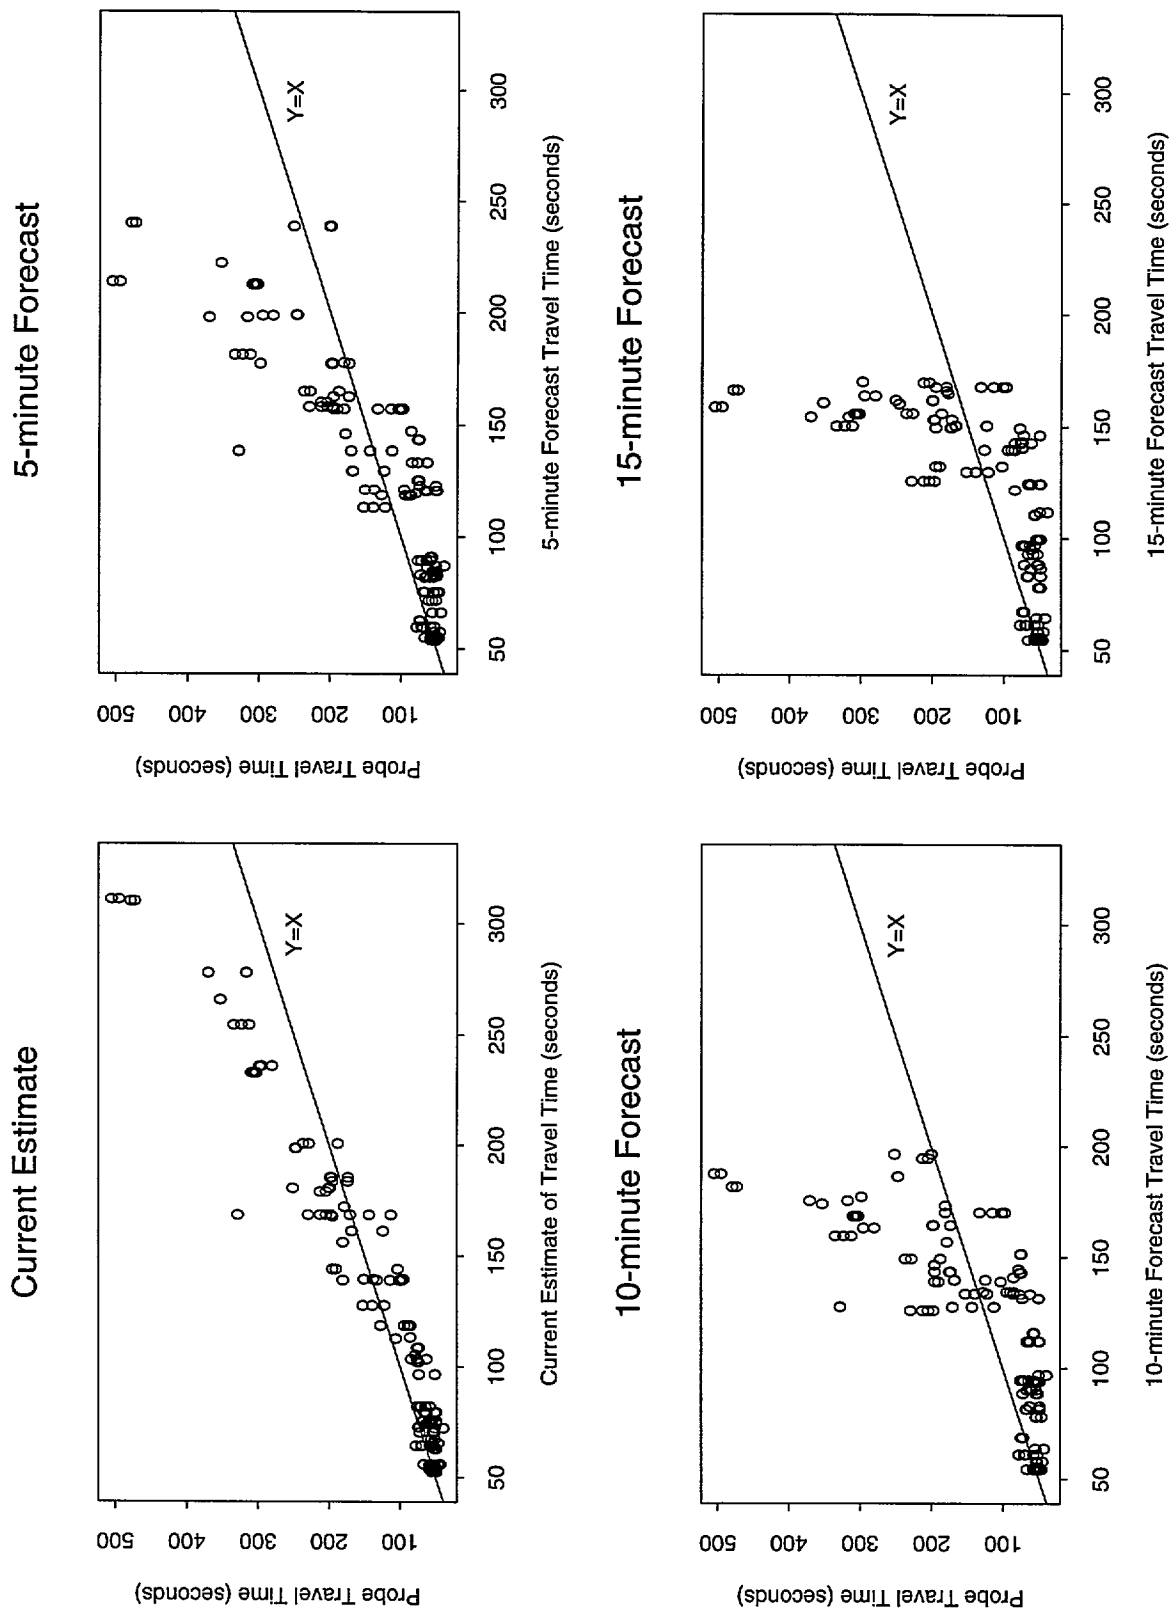 Current Estimate
Probe Travel Time (seconds)
100
200
300
400
500
Y=X
50
100
150
200
250
300
Current Estimate of Travel Time (seconds)
5-minute Forecast
Probe Travel Time (seconds)
100
200
300
400
500
Y=X
50
100
150
200
250
300
5-minute Forecast Travel Time (seconds)
10-minute Forecast
Probe Travel Time (seconds)
100
200
300
400
500
Y=X
50
100
150
200
250
300
10-minute Forecast Travel Time (seconds)
15-minute Forecast
Probe Travel Time (seconds)
100
200
300
400
500
Y=X
50
100
150
200
250
300
15-minute Forecast Travel Time (seconds)